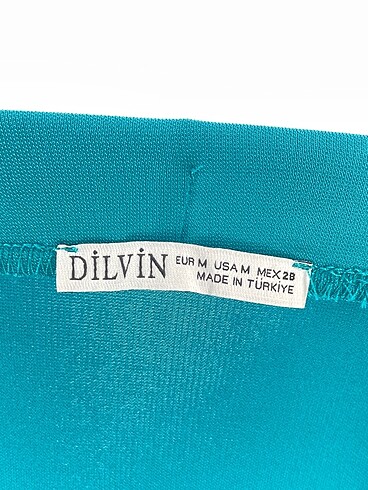 DİLVİN
EUR M USA M MEX 28
MADE IN TÜRKİYE